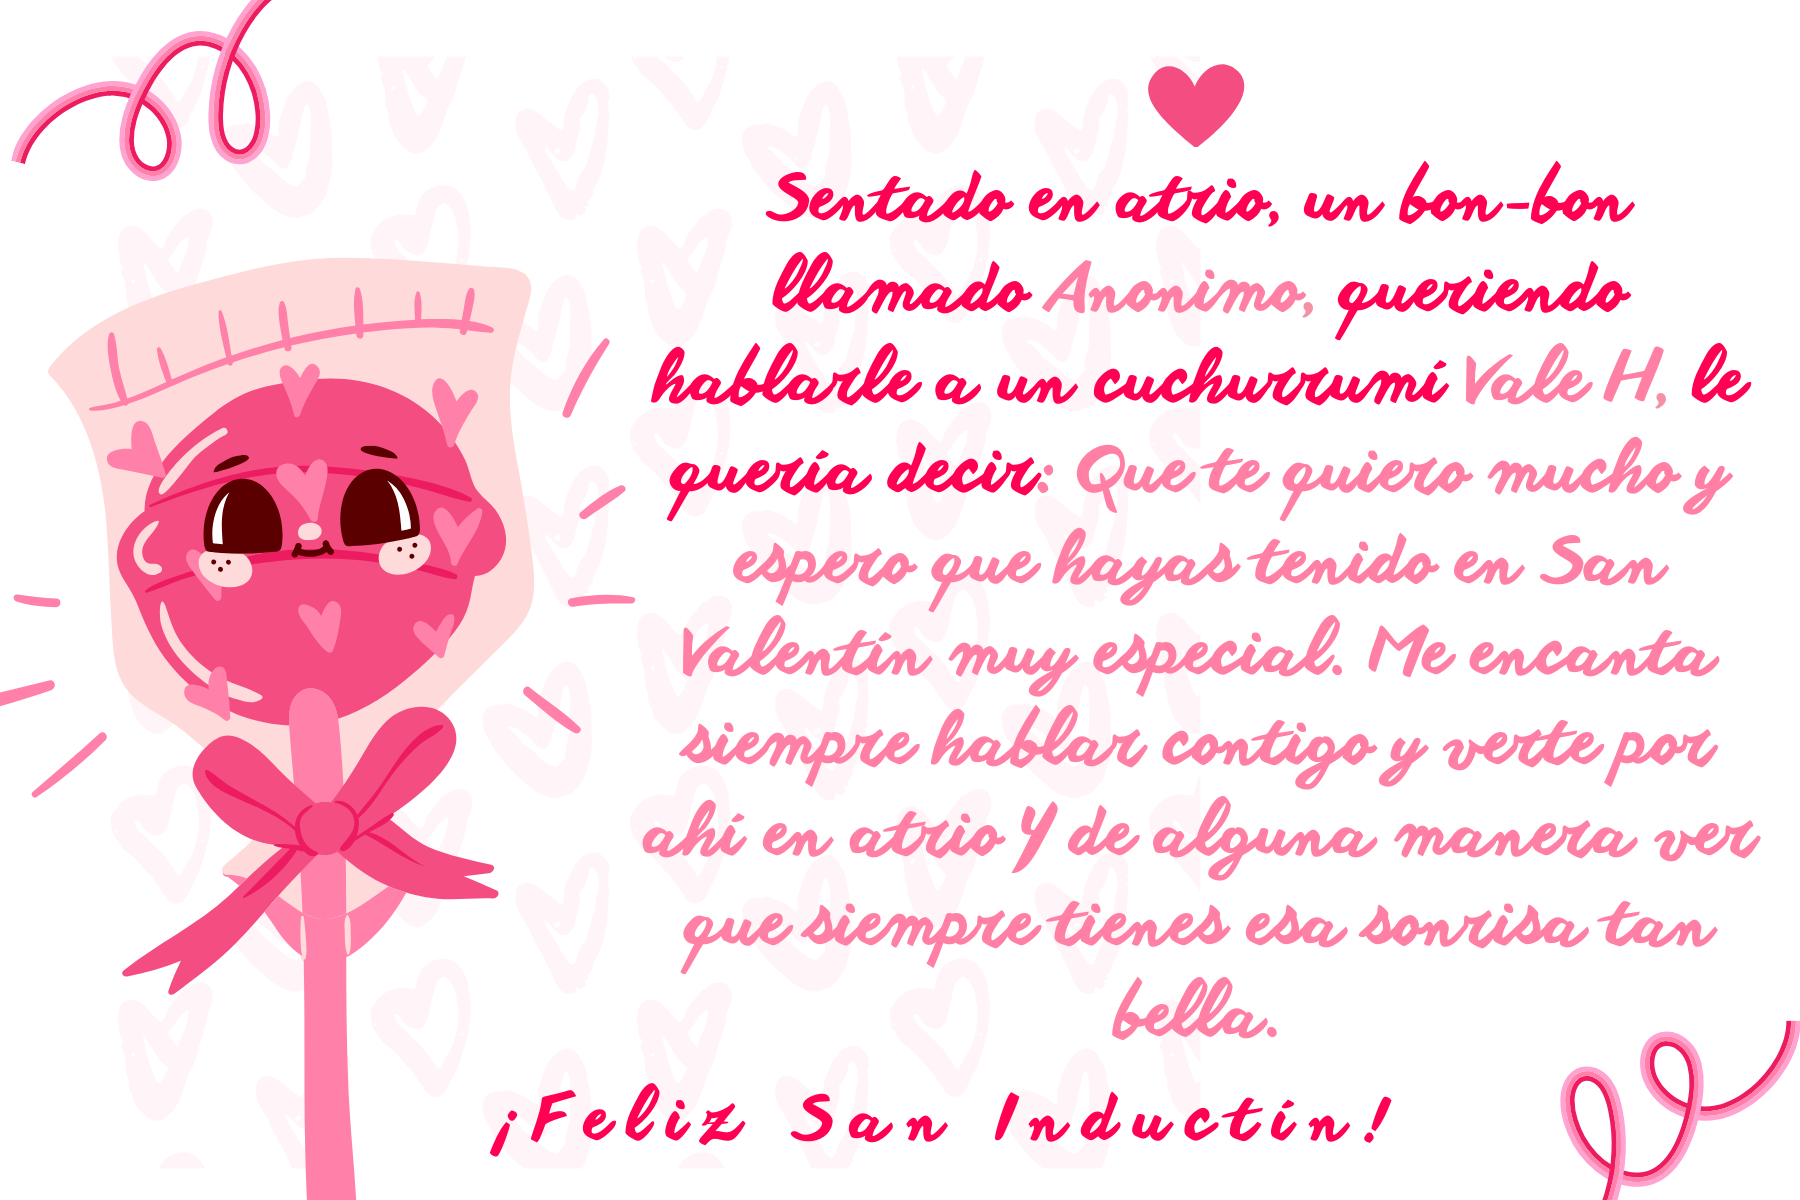 Sentado en atrio, un bon-bon
llamado Anonimo, queriendo
hablarle a un cuchurrumí Vale H, le
quería decir: Que te quiero mucho y
espero que hayas tenido en San
Valentín muy especial. Me encanta
siempre hablar contigo y verte por
ahí en atrio Y de alguna manera ver
que siempre tienes esa sonrisa tan
bella.
¡Feliz San Inductín!